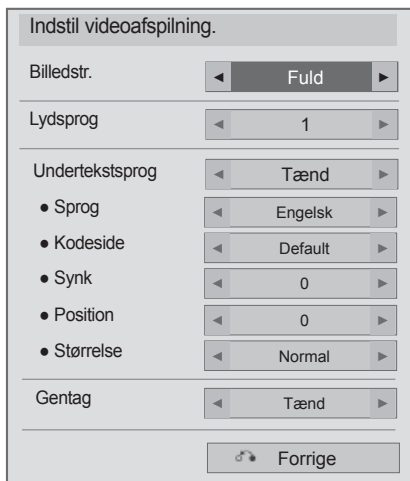 Indstil videoafspilning.
Billedstr. ◄ Fuld ►
Lydsprog ◄ 1 ►
Undertekstsprog ◄ Tænd ►
● Sprog ◄ Engelsk ►
● Kodeside ◄ Default ►
● Synk ◄ 0 ►
● Position ◄ 0 ►
● Størrelse ◄ Normal ►
Gentag ◄ Tænd ►
Forrige